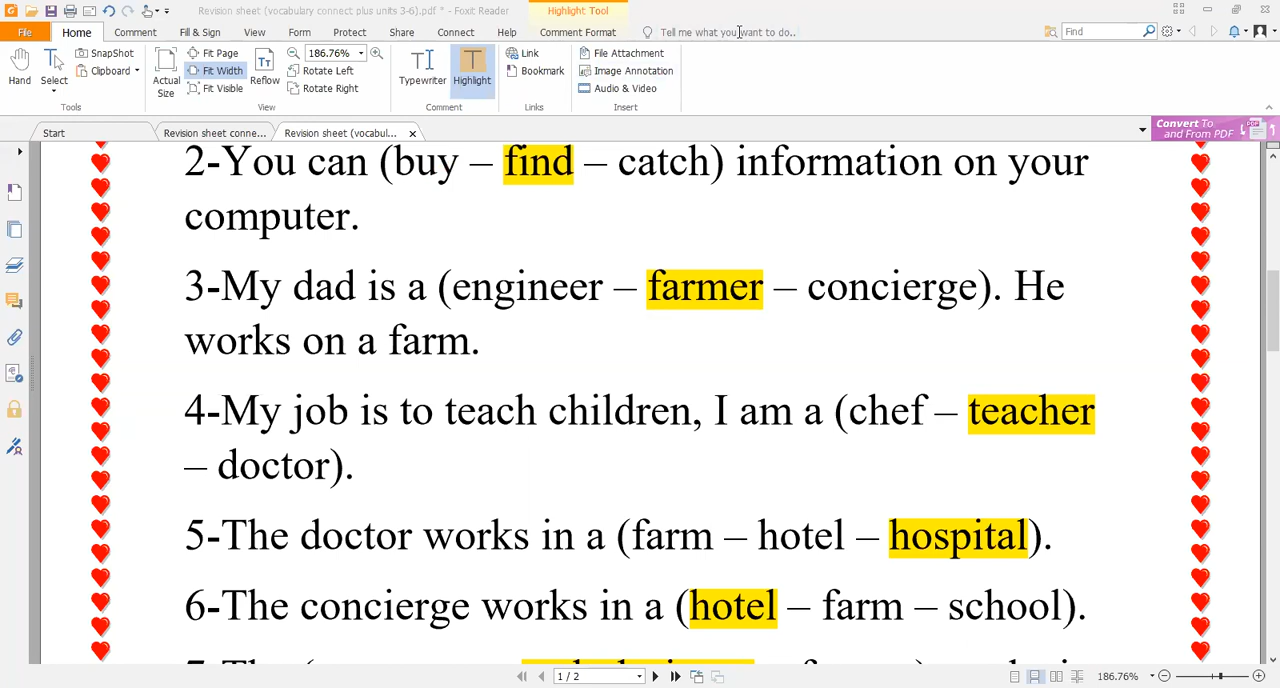 Revision sheet (vocabulary connect plus units 3-6).pdf * - Foxit Reader
Highlight Tool
File Home Comment Fill & Sign View Form Protect Share Connect Help Comment Format Tell me what you want to do.. Find
SnapShot Fit Page 186.76% Link File Attachment
Clipboard Fit Width Rotate Left Bookmark Image Annotation
Hand Select Actual Size Fit Visible Reflow Rotate Right Typewriter Highlight Audio & Video
Tools View Comment Links Insert
Start Revision sheet conne... Revision sheet (vocabul... Convert To and From PDF
2-You can (buy – find – catch) information on your
computer.
3-My dad is a (engineer – farmer – concierge). He
works on a farm.
4-My job is to teach children, I am a (chef – teacher
– doctor).
5-The doctor works in a (farm – hotel – hospital).
6-The concierge works in a (hotel – farm – school).
1 / 2 186.76%